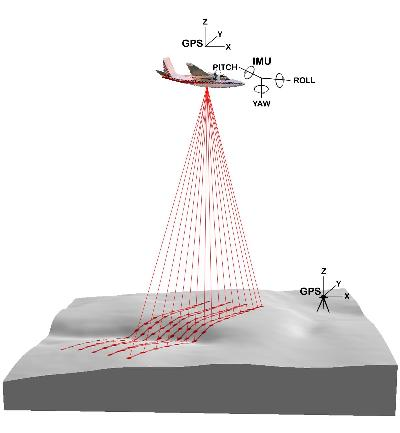 Z
Y
GPS X
PITCH IMU
ROLL
YAW
Z
Y
GPS X